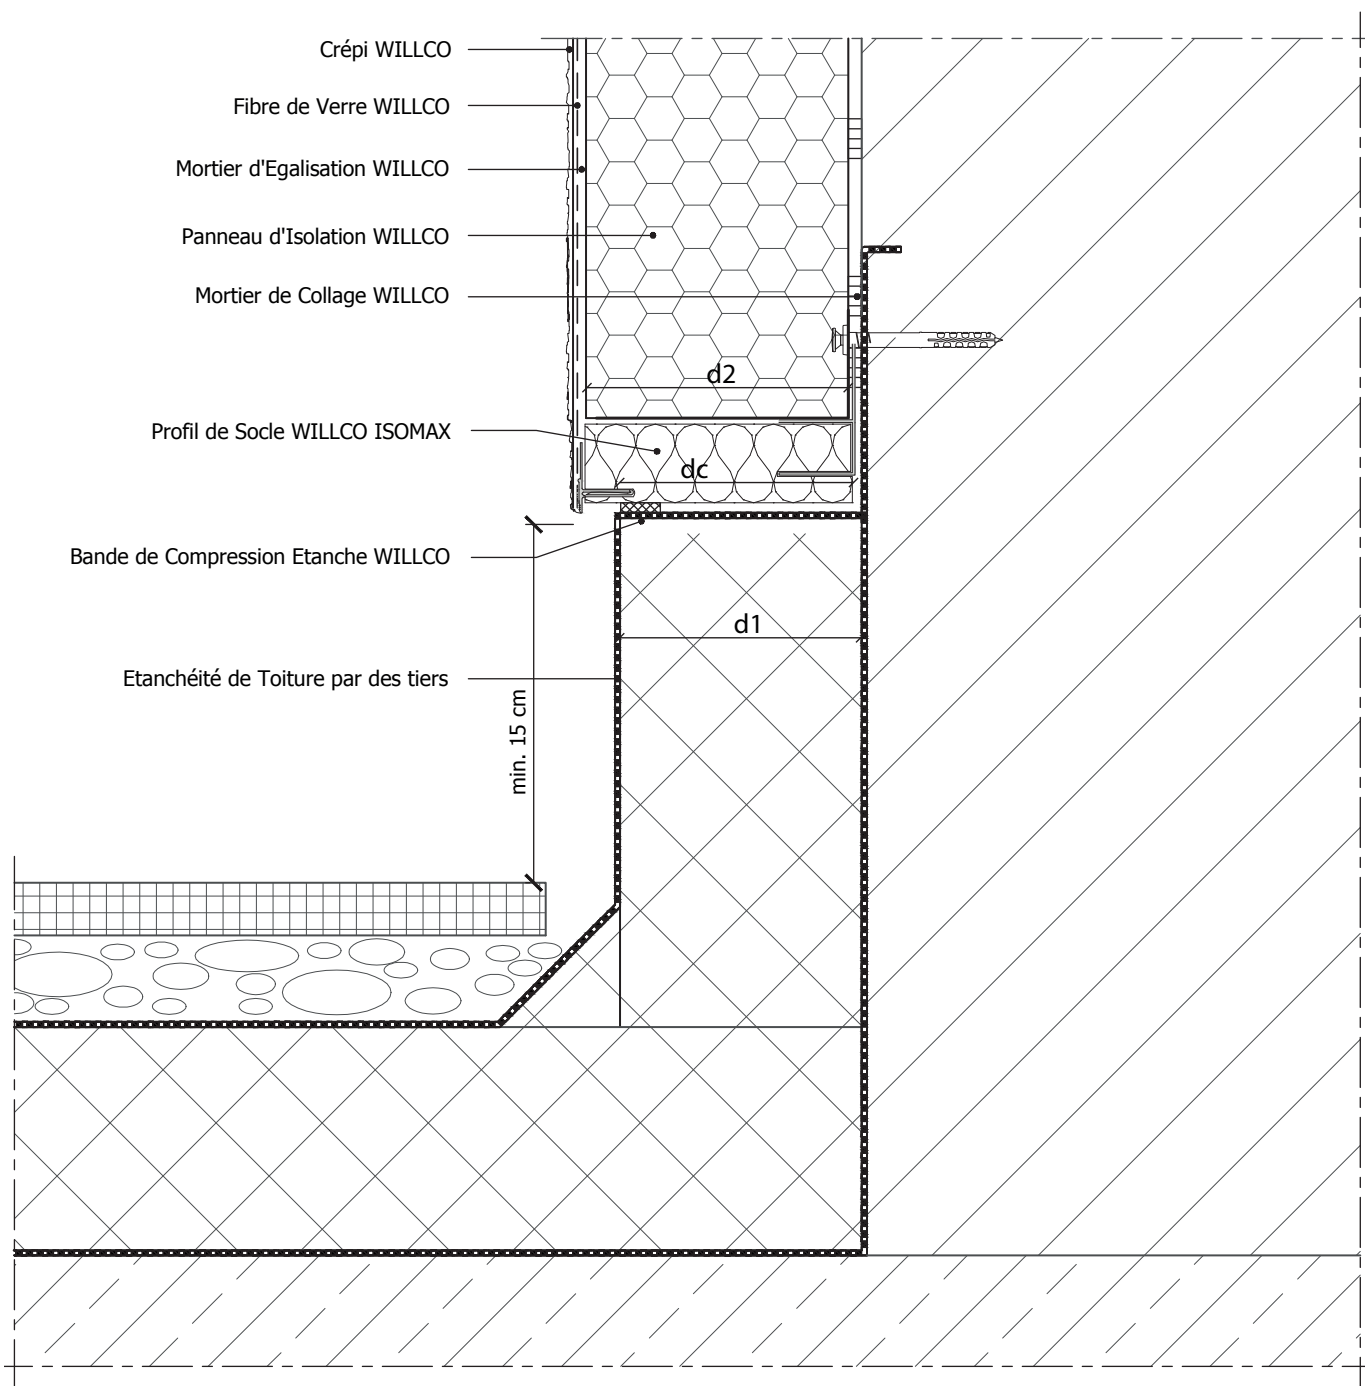 Crépi WILLCO
Fibre de Verre WILLCO
Mortier d'Egalisation WILLCO
Panneau d'Isolation WILLCO
Mortier de Collage WILLCO
d2
Profil de Socle WILLCO ISOMAX
dc
Bande de Compression Etanche WILLCO
d1
Etanchéité de Toiture par des tiers
min. 15 cm